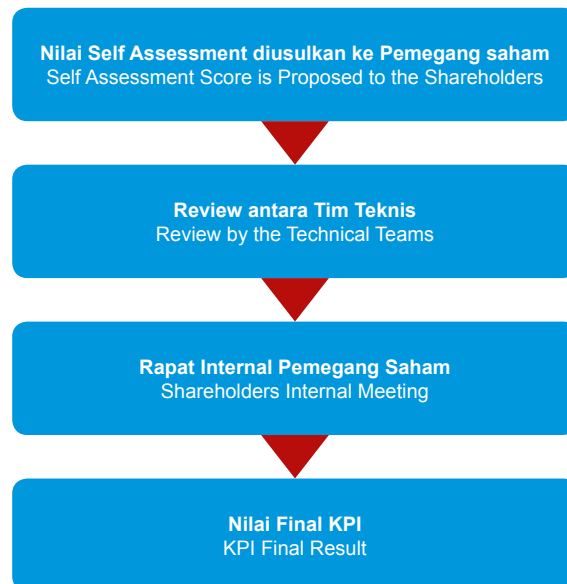 Nilai Self Assessment diusulkan ke Pemegang saham
Self Assessment Score is Proposed to the Shareholders
Review antara Tim Teknis
Review by the Technical Teams
Rapat Internal Pemegang Saham
Shareholders Internal Meeting
Nilai Final KPI
KPI Final Result